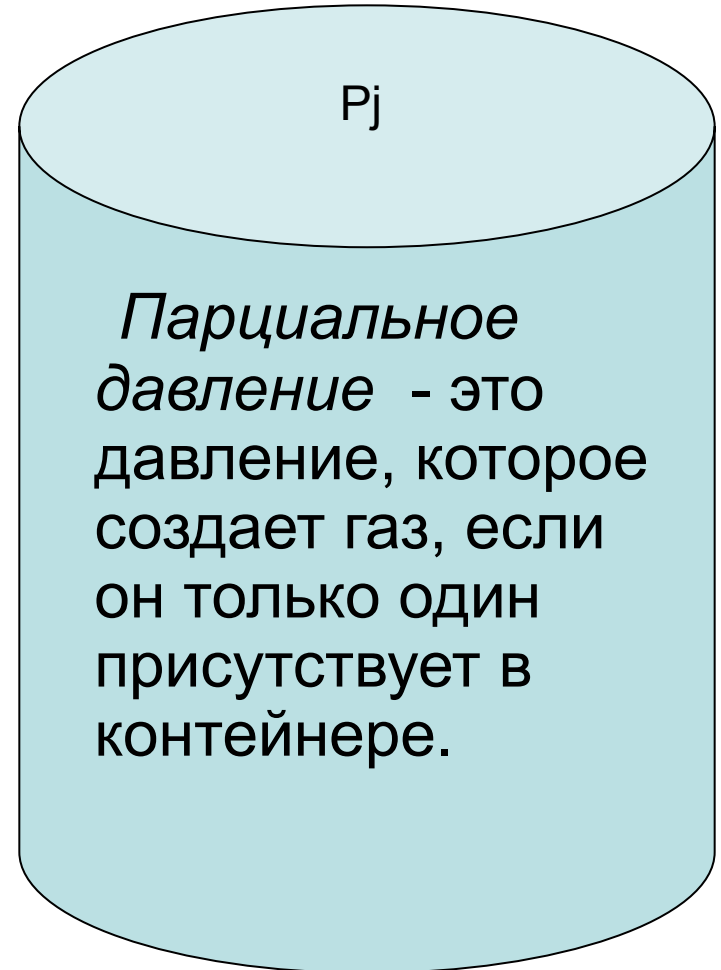 Pj
Парциальное
давление - это
давление, которое
создает газ, если
он только один
присутствует в
контейнере.